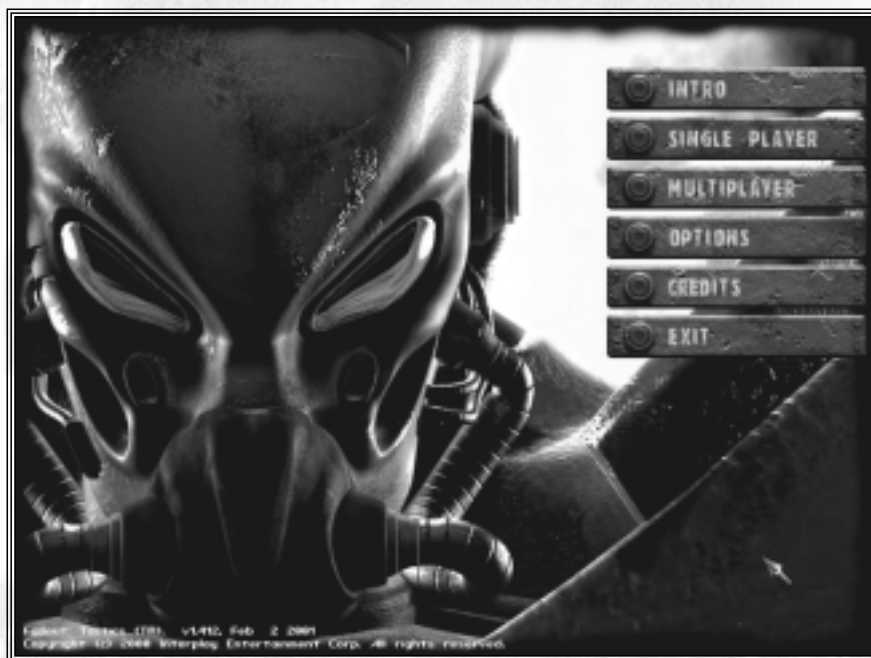 INTRO
SINGLE PLAYER
MULTIPLAYER
OPTIONS
CREDITS
EXIT
Fallout Tactics (TM). v1.412, Feb 2 2001
Copyright (C) 2000 Interplay Entertainment Corp. All rights reserved.